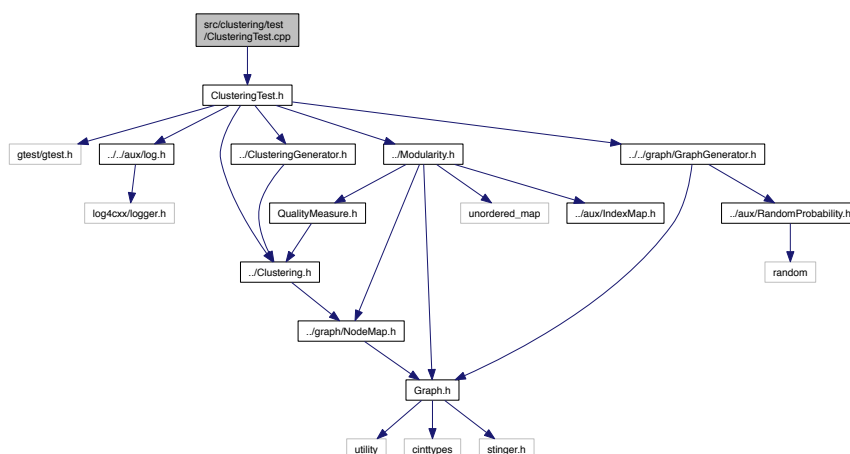 src/clustering/test
/ClusteringTest.cpp
ClusteringTest.h
gtest/gtest.h
../../aux/log.h
../ClusteringGenerator.h
../Modularity.h
../../graph/GraphGenerator.h
log4cxx/logger.h
QualityMeasure.h
unordered_map
../aux/IndexMap.h
../aux/RandomProbability.h
../Clustering.h
random
../graph/NodeMap.h
Graph.h
utility
cinttypes
stinger.h